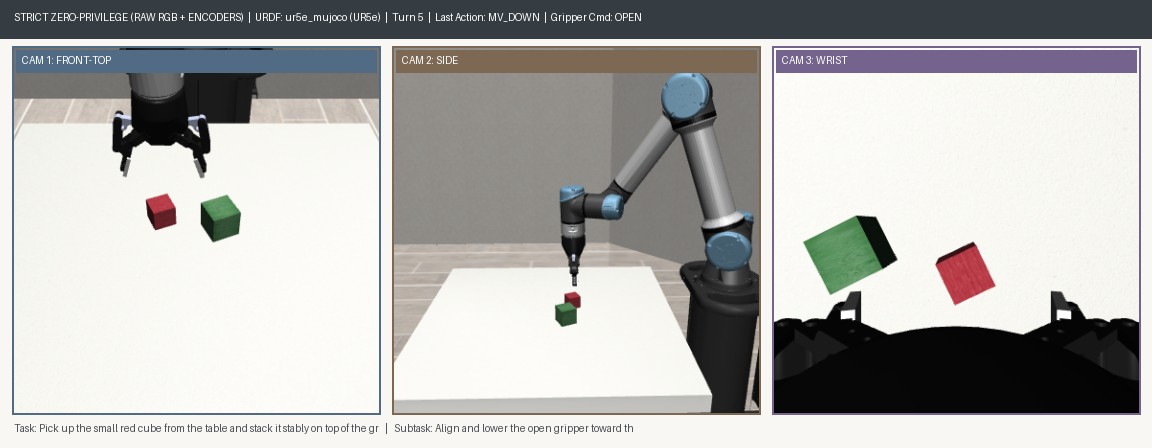 STRICT ZERO-PRIVILEGE (RAW RGB + ENCODERS) | URDF: ur5e_mujoco (UR5e) | Turn 5 | Last Action: MV_DOWN | Gripper Cmd: OPEN
CAM 1: FRONT-TOP
CAM 2: SIDE
CAM 3: WRIST
Task: Pick up the small red cube from the table and stack it stably on top of the gr | Subtask: Align and lower the open gripper toward th